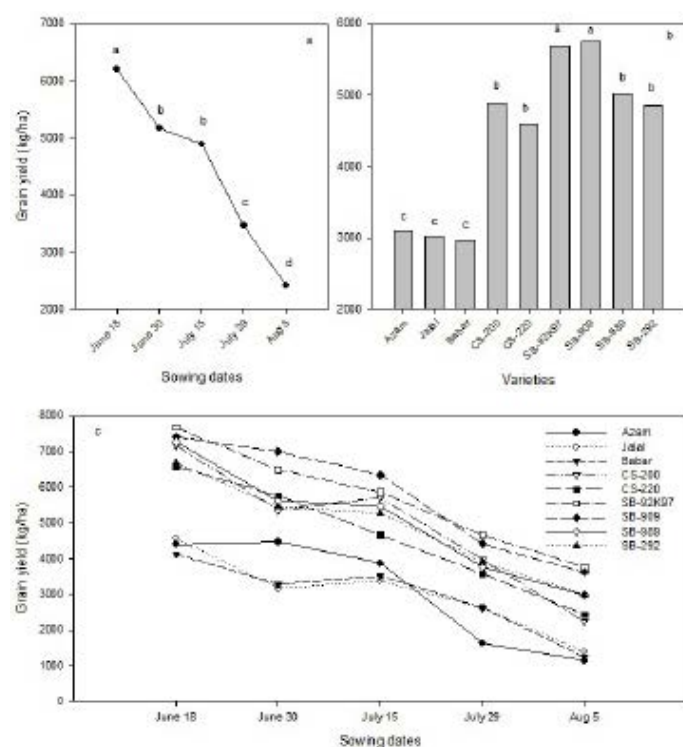 a
7000
6000
5000
4000
3000
2000
Grain yield (kg/ha)
a
b
b
c
d
June 18
June 30
July 15
July 29
Aug 5
Sowing dates
b
7000
6000
5000
4000
3000
2000
c
c
c
b
b
a
a
b
b
Azam
Jalal
Babar
CS-200
CS-220
SB-92K97
SB-909
SB-292
Varieties
c
8000
7000
6000
5000
4000
3000
2000
1000
0
Grain yield (kg/ha)
Azam
Jalal
Babar
CS-200
CS-220
SB-92K97
SB-909
SB-292
June 18
June 30
July 15
July 29
Aug 5
Sowing dates